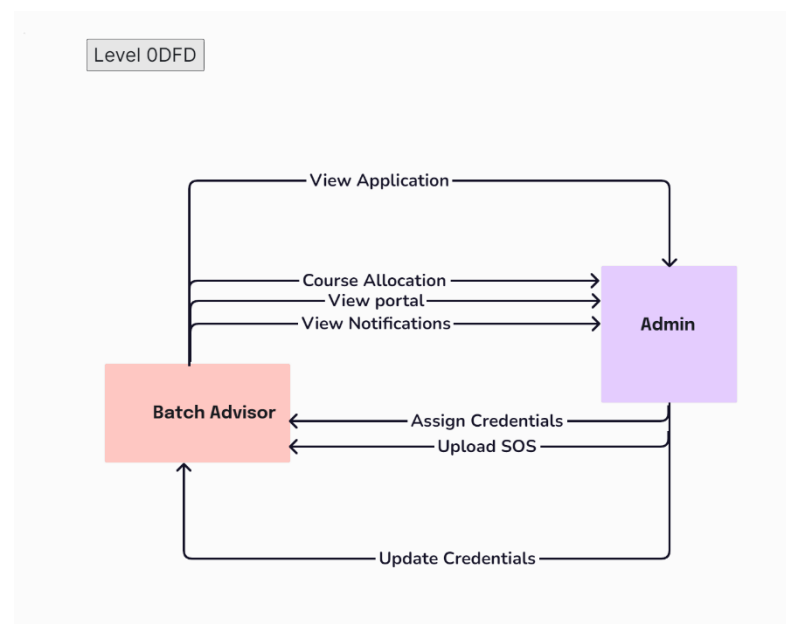 Level 0DFD
View Application
Course Allocation
View portal
View Notifications
Admin
Batch Advisor
Assign Credentials
Upload SOS
Update Credentials